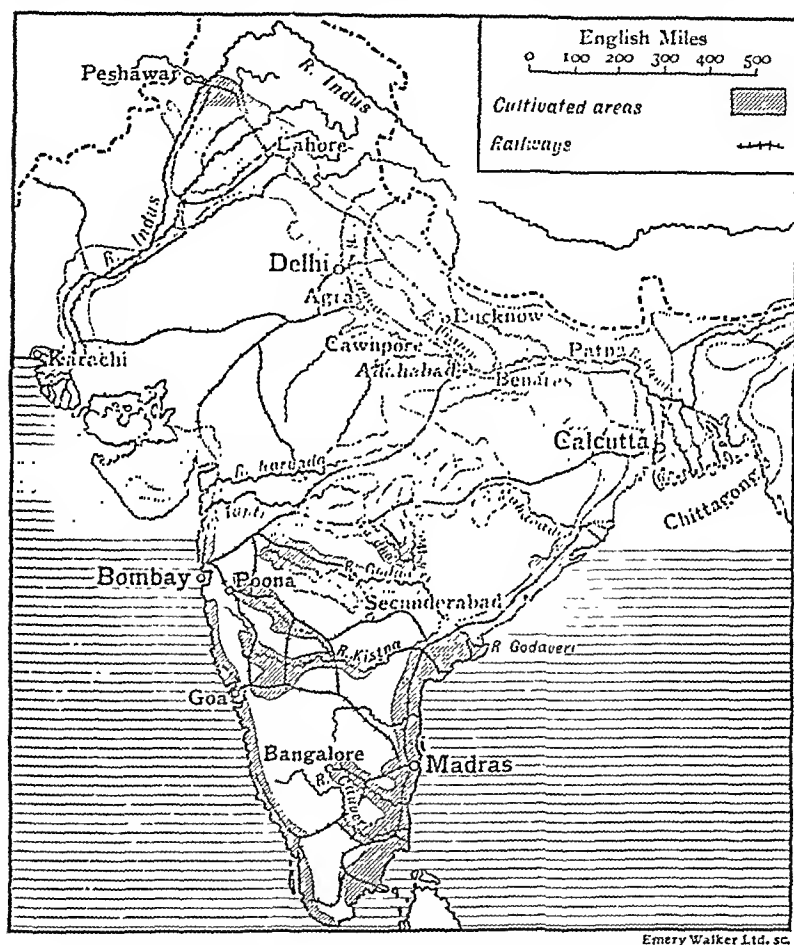 English Miles
0 100 200 300 400 500
Cultivated areas
Railways
Peshawar
R. Indus
Lahore
R. Indus
Delhi
Agra
Lucknow
Cawnpore
Patna
Karachi
Allahabad
Benares
Calcutta
Chittagong
R. Narbada
Tapti
Bombay
Poona
Secunderabad
R. Kistna
R Godaveri
Goa
Bangalore
Madras
Emery Walker Ltd. sc.